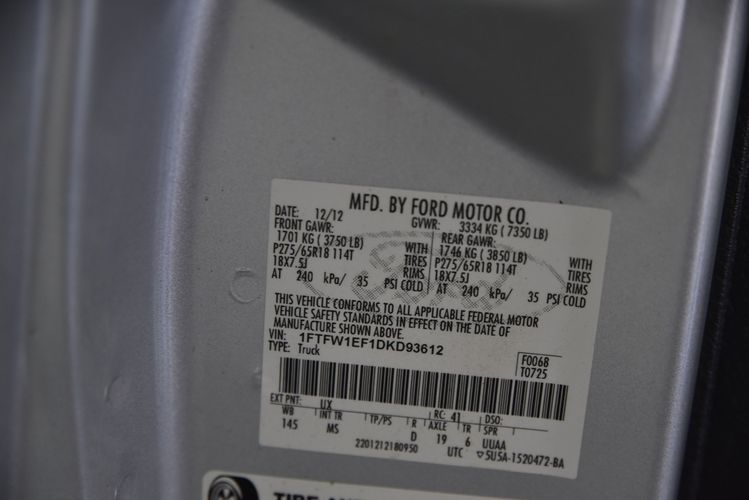 MFD. BY FORD MOTOR CO.
DATE: 12/12 GVWR: 3334 KG ( 7350 LB)
FRONT GAWR: REAR GAWR:
1701 KG ( 3750 LB) WITH 1746 KG ( 3850 LB) WITH
P275/65R18 114T TIRES P275/65R18 114T TIRES
18X7.5J RIMS 18X7.5J RIMS
AT 240 kPa/ 35 PSI COLD AT 240 kPa/ 35 PSI COLD
THIS VEHICLE CONFORMS TO ALL APPLICABLE FEDERAL MOTOR
VEHICLE SAFETY STANDARDS IN EFFECT ON THE DATE OF
MANUFACTURE SHOWN ABOVE.
VIN: 1FTFW1EF1DKD93612 F0068
TYPE: Truck T0725
EXT PNT: UX RC: 41 DSO:
WB INT TR TP/PS R AXLE TR SPR
145 MS D 19 6 UUAA
2201212180950 UTC ▽5U5A-1520472-BA